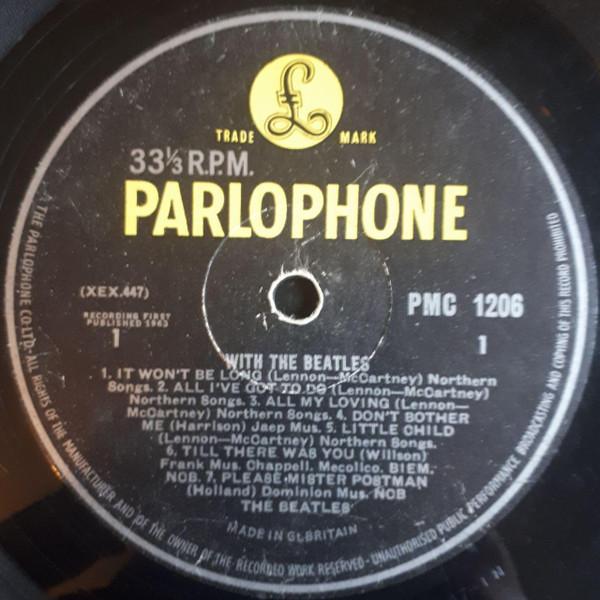 TRADE MARK
33⅓ R.P.M.
PARLOPHONE
(XEX.447)
PMC 1206
RECORDING FIRST
PUBLISHED 1963
1
1
WITH THE BEATLES
1. IT WON'T BE LONG (Lennon—McCartney) Northern
Songs. 2. ALL I'VE GOT TO DO (Lennon—McCartney)
Northern Songs. 3. ALL MY LOVING (Lennon—
McCartney) Northern Songs. 4. DON'T BOTHER
ME (Harrison) Jaep Mus. 5. LITTLE CHILD
(Lennon—McCartney) Northern Songs.
6. TILL THERE WAS YOU (Willson)
Frank Mus. Chappell. Mecolico. BIEM.
NCB. 7. PLEASE MISTER POSTMAN
(Holland) Dominion Mus. NCB
THE BEATLES
MADE IN GT. BRITAIN
THE PARLOPHONE CO. LTD. ALL RIGHTS OF THE MANUFACTURER AND OF THE OWNER OF THE RECORDED WORK RESERVED - UNAUTHORISED PUBLIC PERFORMANCE BROADCASTING AND COPYING OF THIS RECORD PROHIBITED